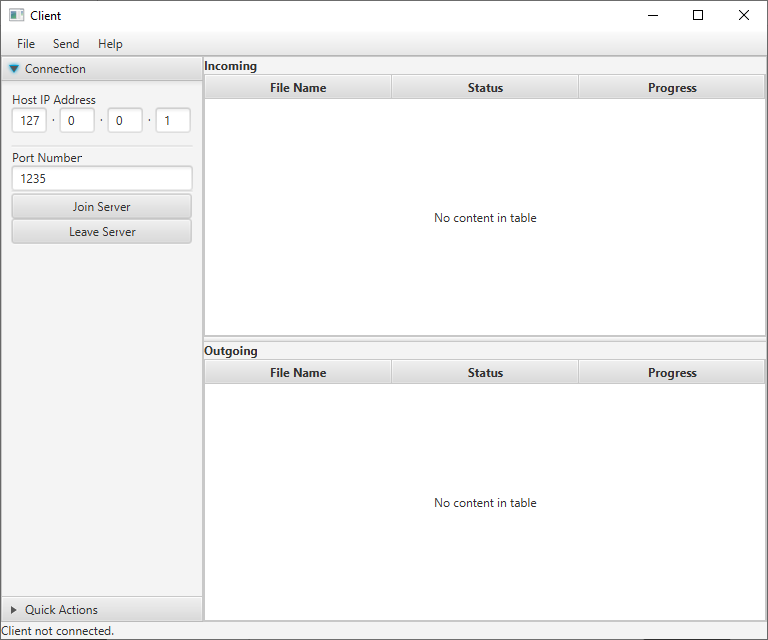 Client
File Send Help
Connection
Host IP Address
127 . 0 . 0 . 1
Port Number
1235
Join Server
Leave Server
Quick Actions
Client not connected.
Incoming
File Name Status Progress
No content in table
Outgoing
File Name Status Progress
No content in table